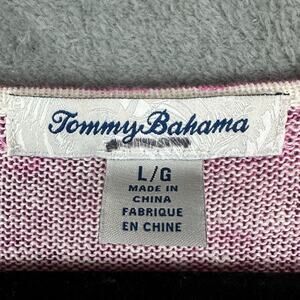 Tommy Bahama
L/G
MADE IN
CHINA
FABRIQUE
EN CHINE